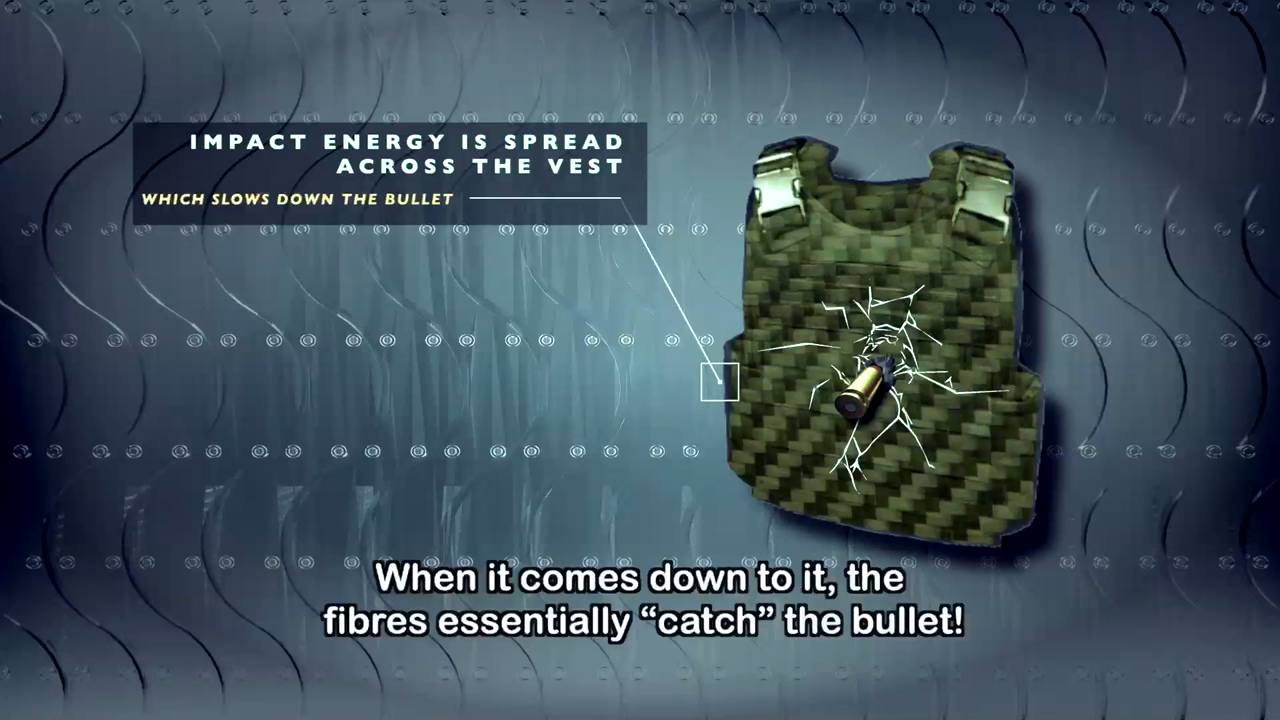 IMPACT ENERGY IS SPREAD
ACROSS THE VEST
WHICH SLOWS DOWN THE BULLET
When it comes down to it, the
fibres essentially “catch” the bullet!